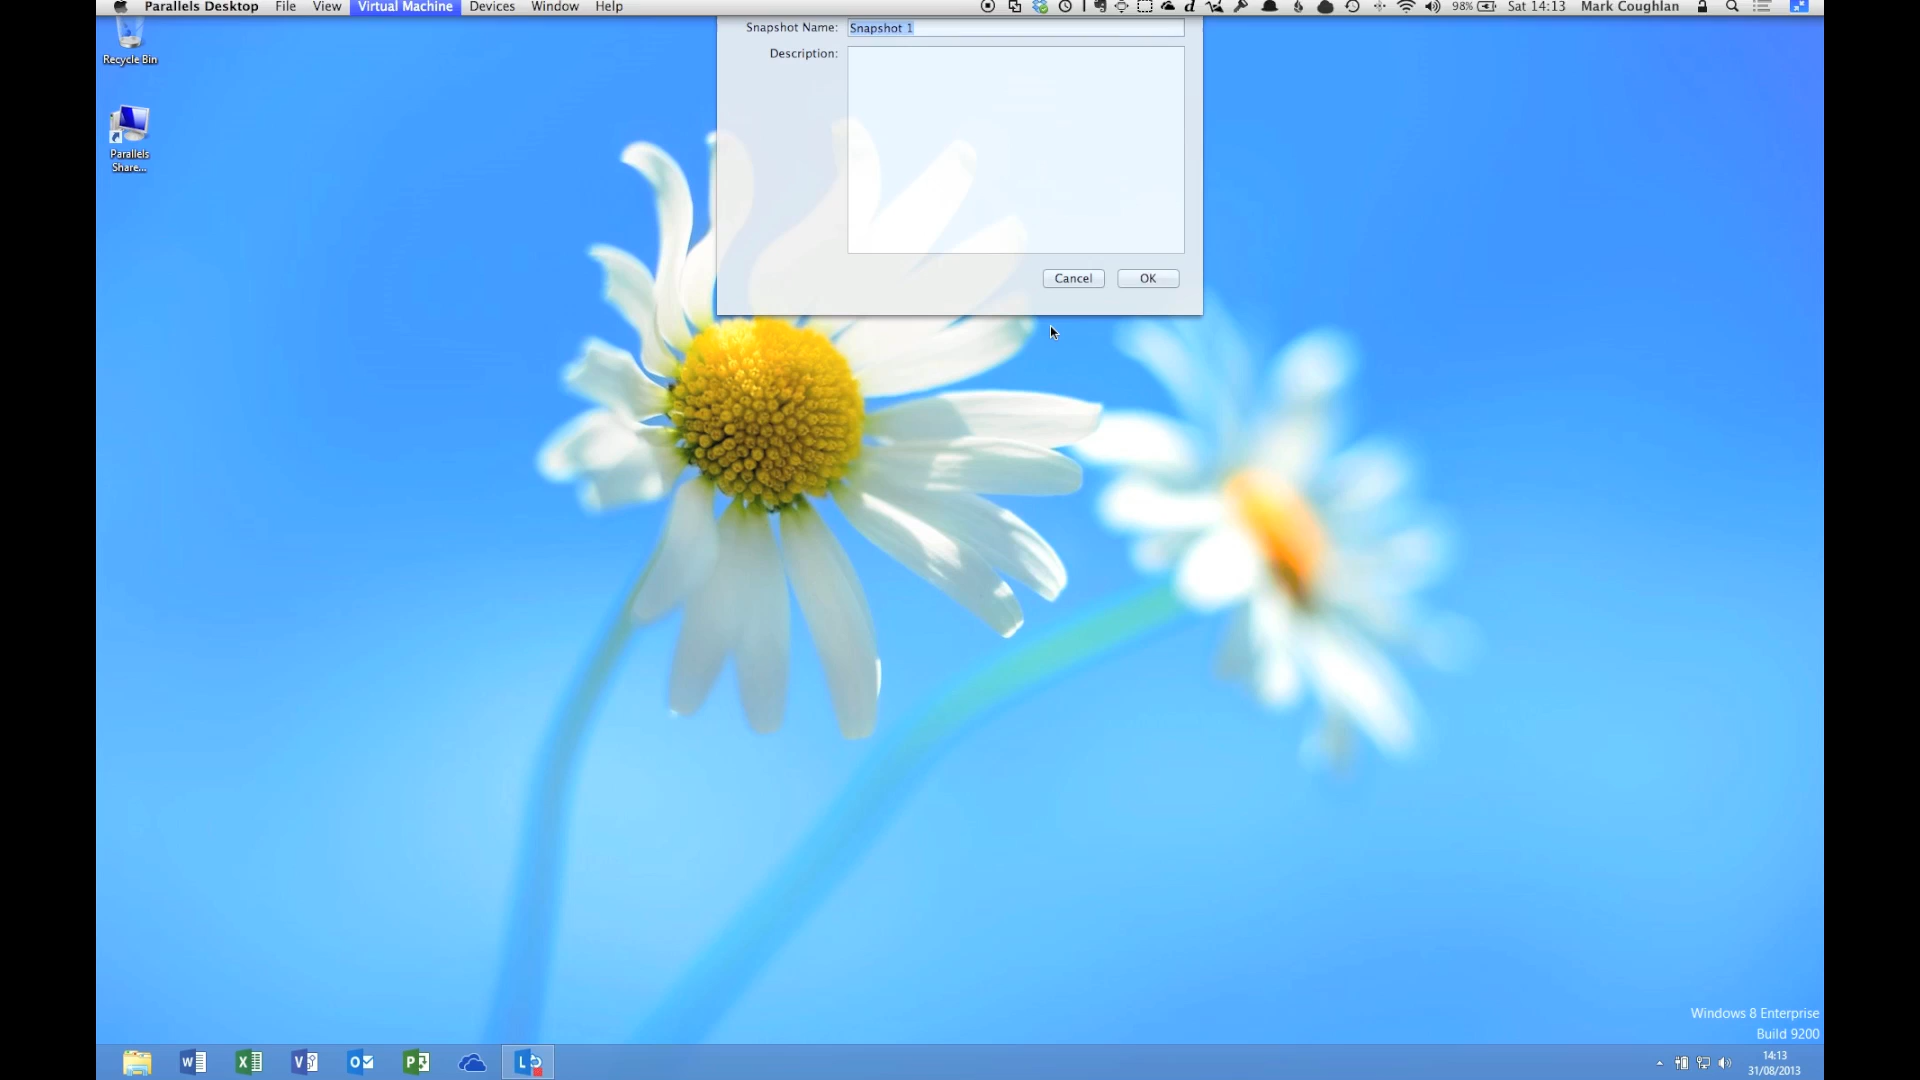 Parallels Desktop File View Virtual Machine Devices Window Help 98% Sat 14:13 Mark Coughlan
Snapshot Name: Snapshot 1
Description:
Cancel OK
Recycle Bin
Parallels
Share...
Windows 8 Enterprise
Build 9200
14:13
31/08/2013